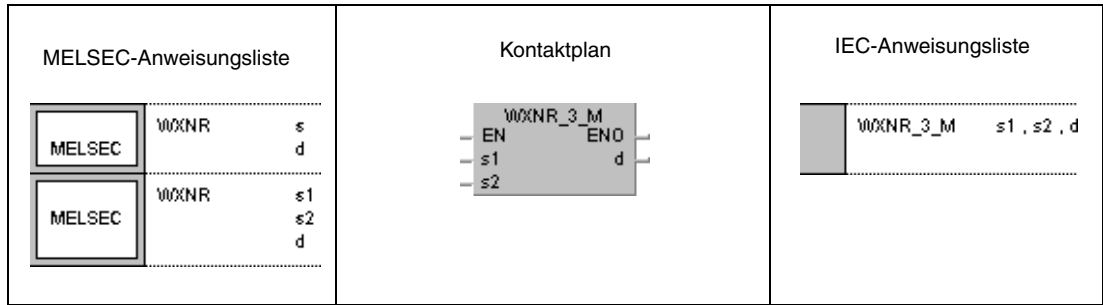 MELSEC-Anweisungsliste
MELSEC
WXNR s
d
MELSEC
WXNR s1
s2
d
Kontaktplan
WXNR_3_M
EN ENO
s1 d
s2
IEC-Anweisungsliste
WXNR_3_M s1 , s2 , d